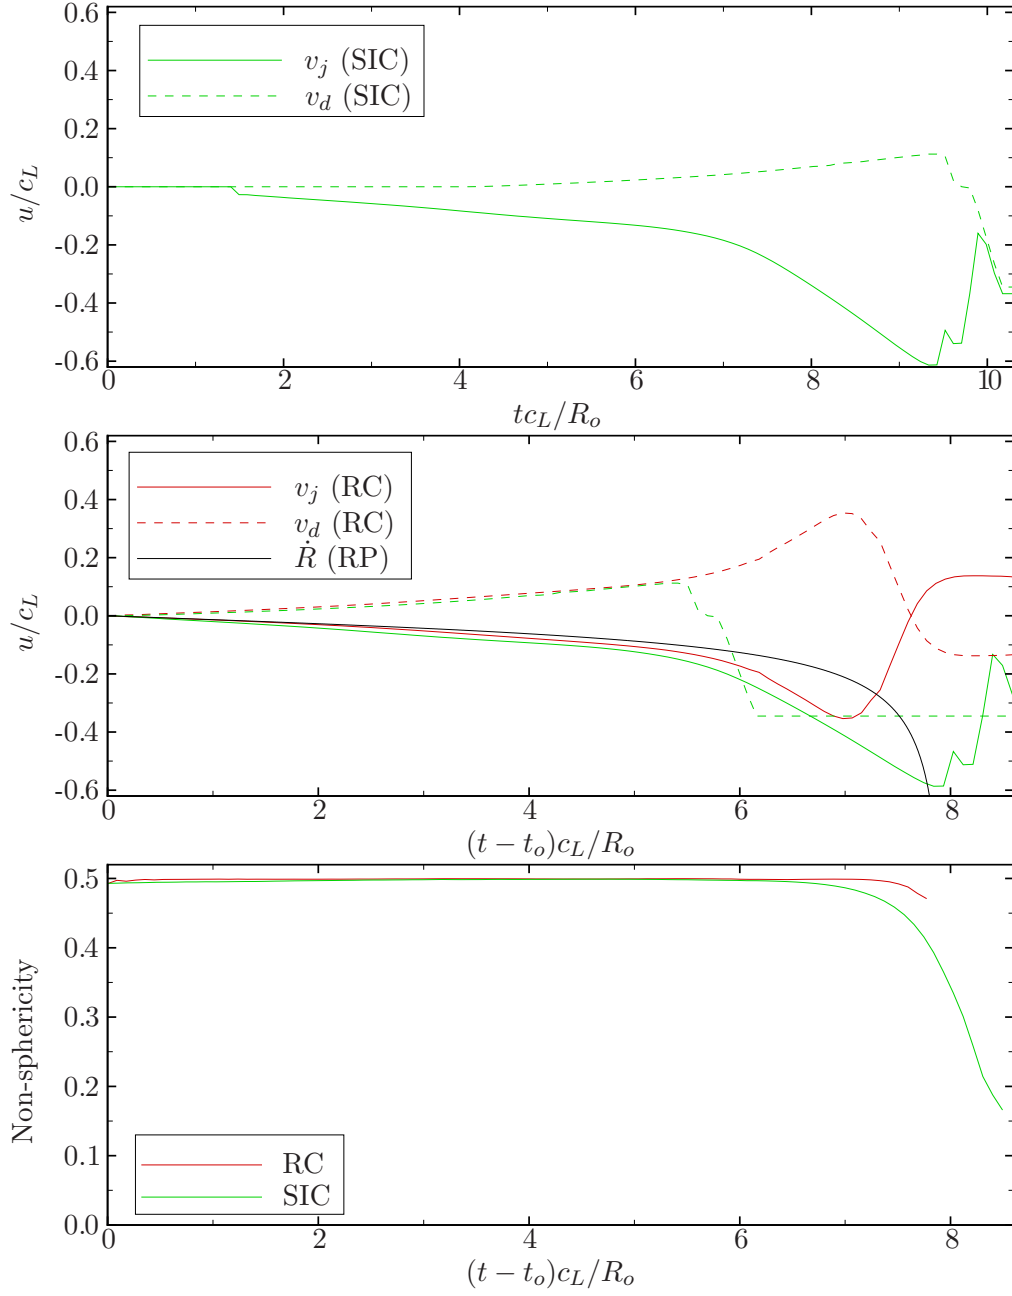 0.6
0.4
0.2
0.0
-0.2
-0.4
-0.6
u/c_L
v_j (SIC)
v_d (SIC)
0 2 4 6 8 10
tc_L/R_o
0.6
0.4
0.2
0.0
-0.2
-0.4
-0.6
u/c_L
v_j (RC)
v_d (RC)
Ṙ (RP)
0 2 4 6 8
(t − t_o)c_L/R_o
0.5
0.4
0.3
0.2
0.1
0.0
Non-sphericity
RC
SIC
0 2 4 6 8
(t − t_o)c_L/R_o